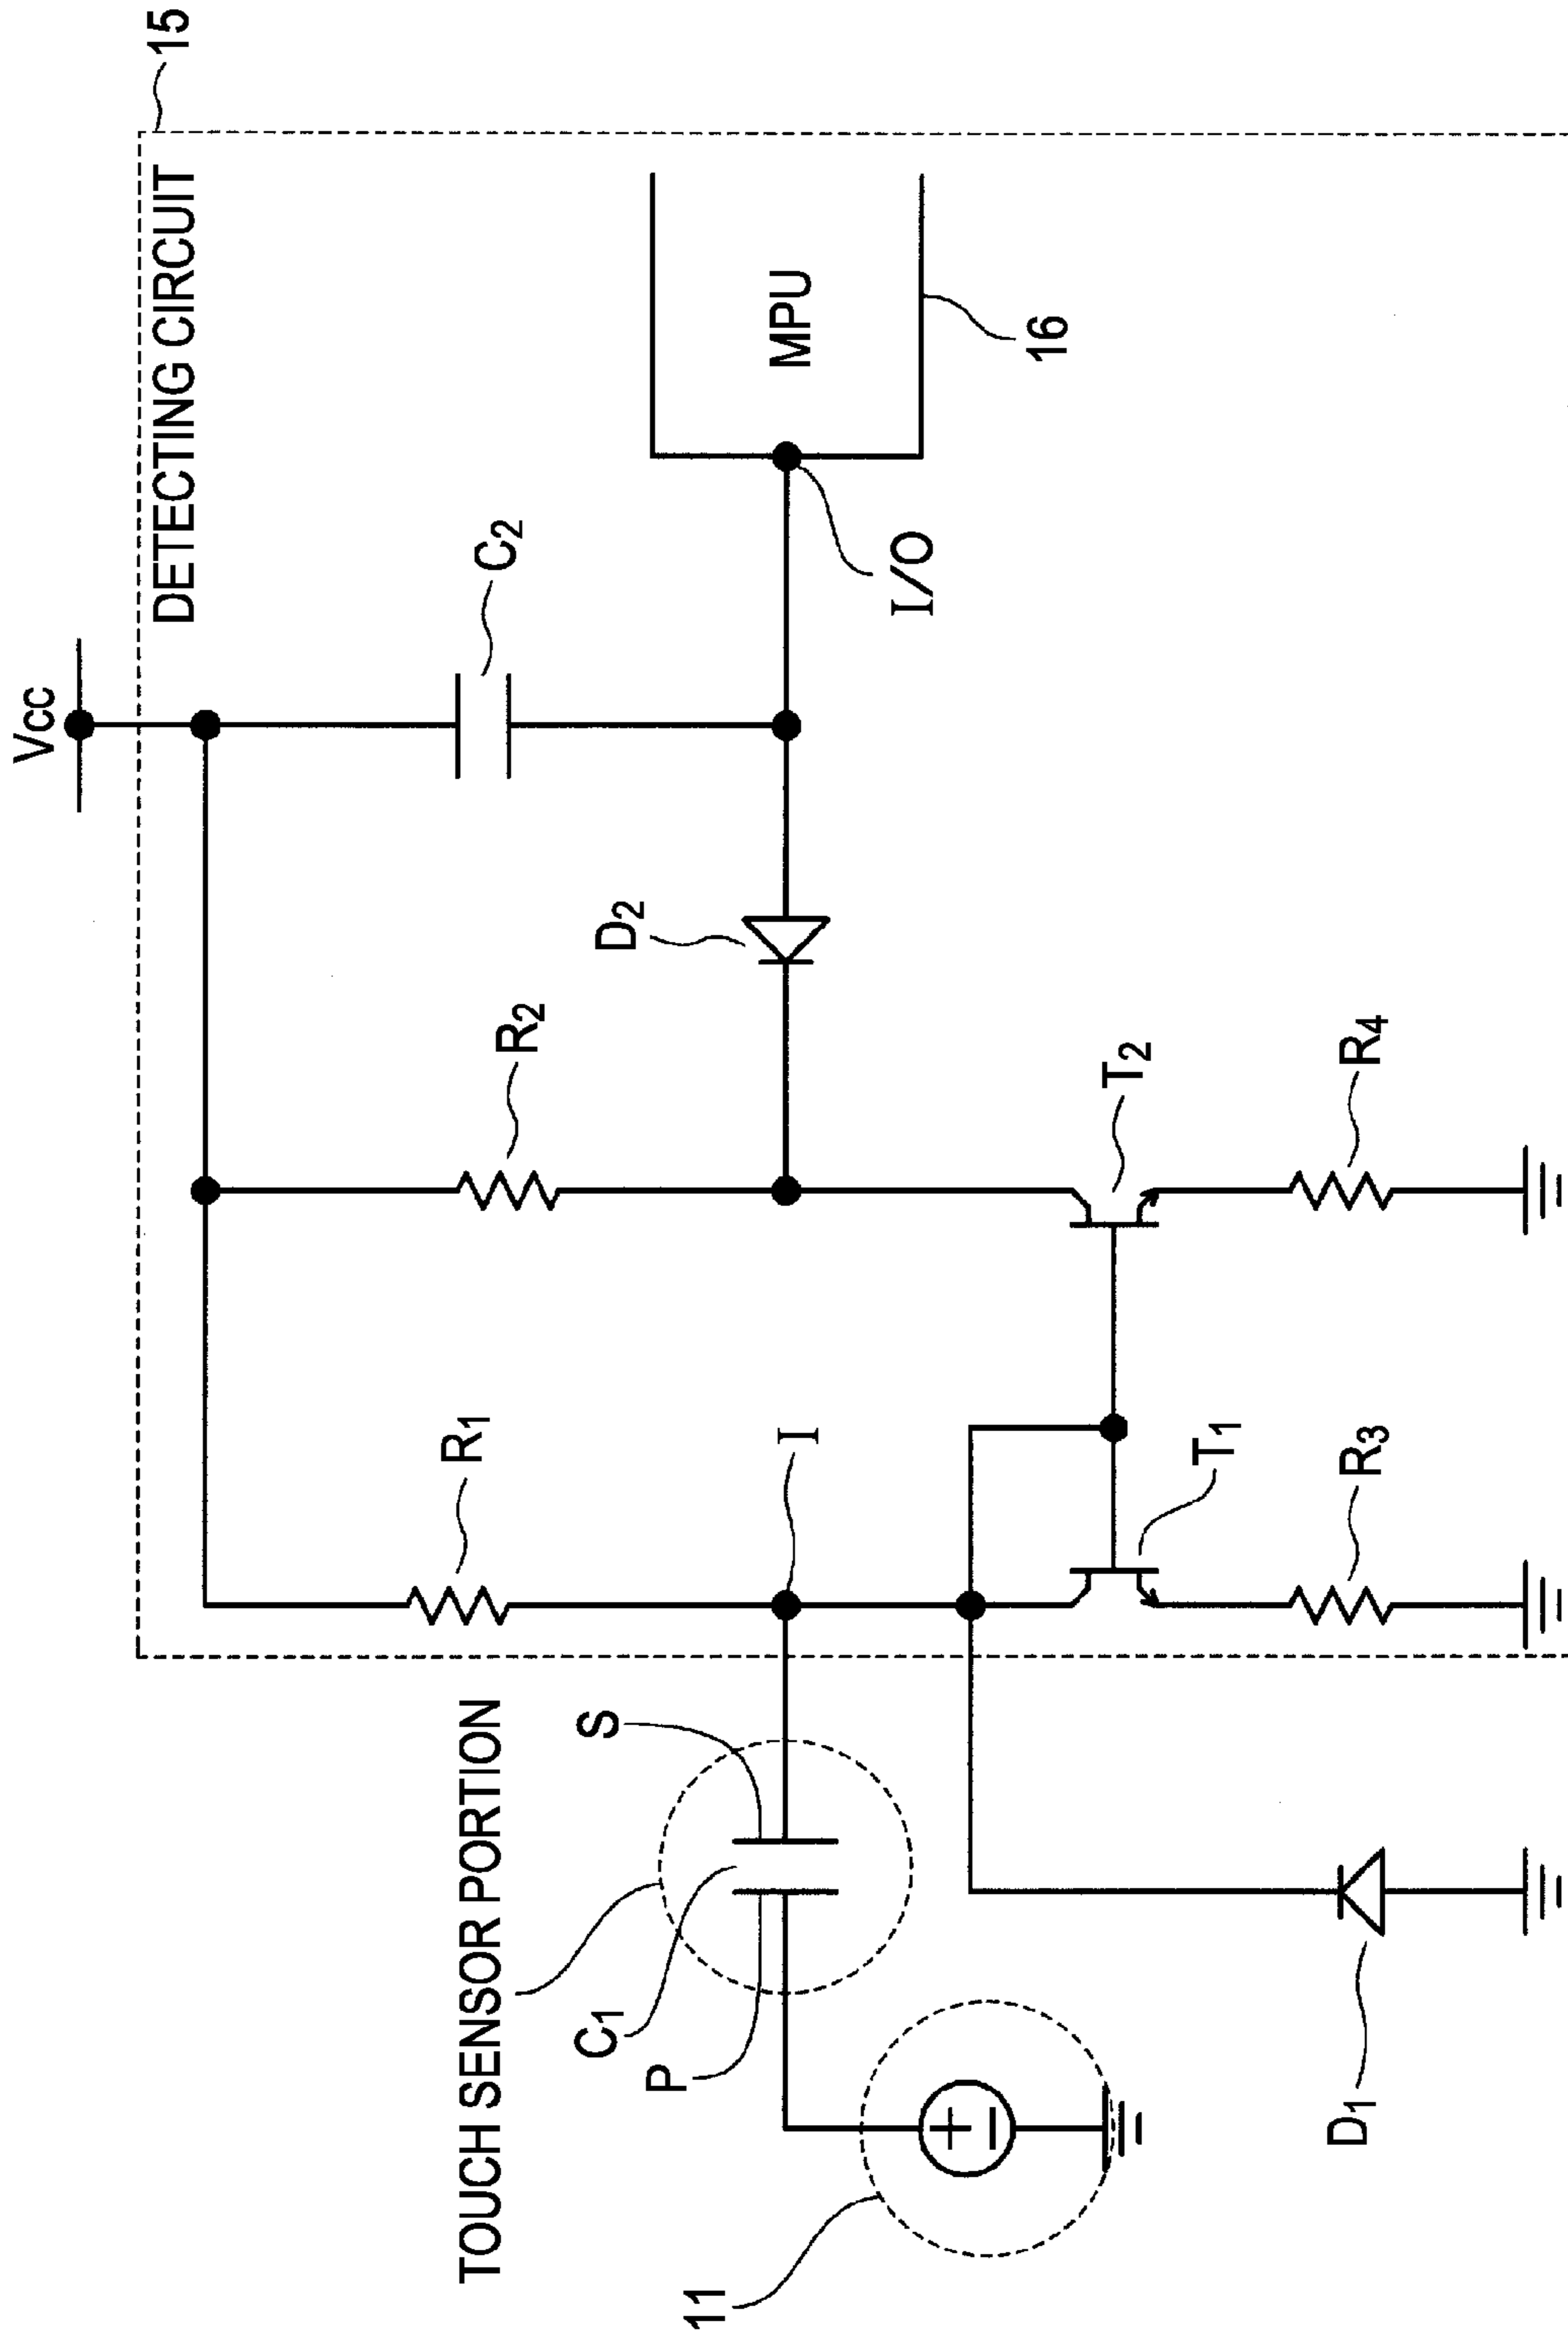 15
DETECTING CIRCUIT
Vcc
C2
MPU
16
I/O
D2
R2
T2
R4
R1
I
T1
R3
TOUCH SENSOR PORTION
S
C1
P
11
D1